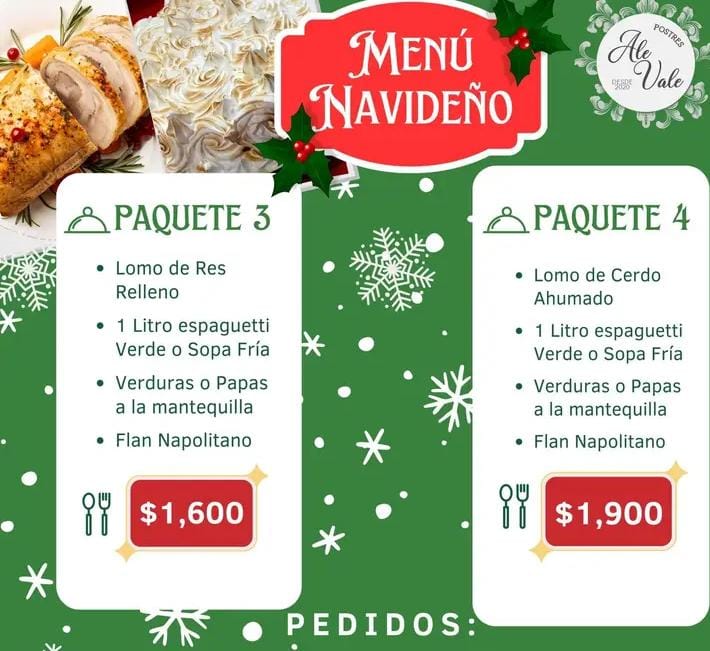 MENÚ
NAVIDEÑO
POSTRES
Ale
Vale
DESDE
2020
PAQUETE 3
• Lomo de Res
Relleno
• 1 Litro espaguetti
Verde o Sopa Fría
• Verduras o Papas
a la mantequilla
• Flan Napolitano
$1,600
PAQUETE 4
• Lomo de Cerdo
Ahumado
• 1 Litro espaguetti
Verde o Sopa Fría
• Verduras o Papas
a la mantequilla
• Flan Napolitano
$1,900
PEDIDOS: